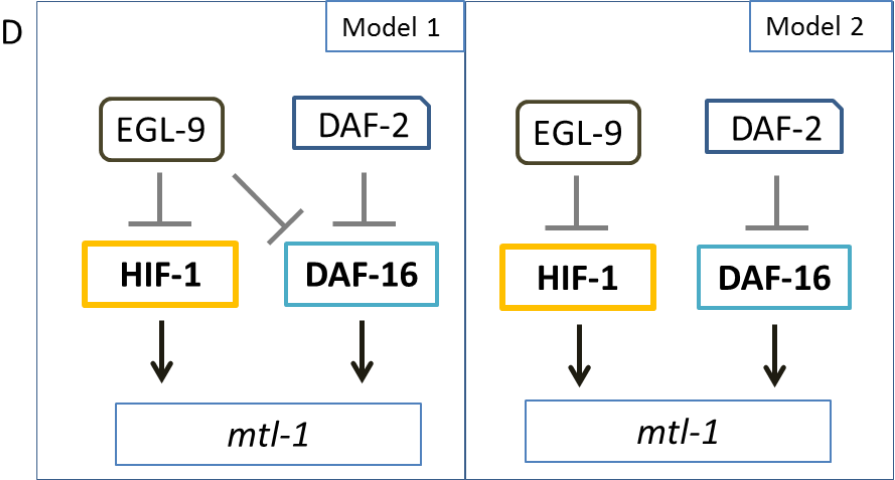 D
Model 1
EGL-9
DAF-2
HIF-1
DAF-16
mtl-1
Model 2
EGL-9
DAF-2
HIF-1
DAF-16
mtl-1